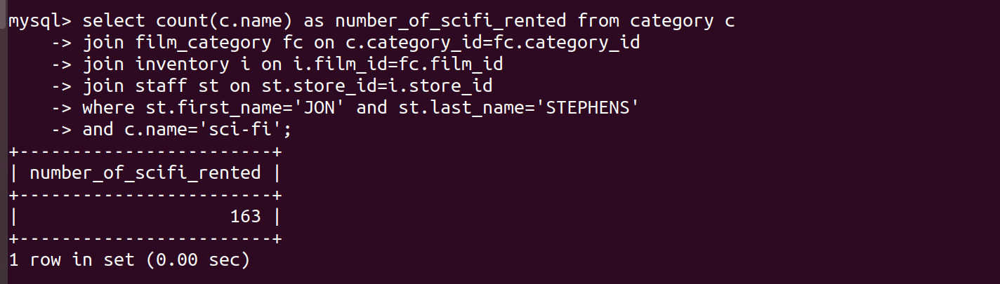 mysql> select count(c.name) as number_of_scifi_rented from category c
    -> join film_category fc on c.category_id=fc.category_id
    -> join inventory i on i.film_id=fc.film_id
    -> join staff st on st.store_id=i.store_id
    -> where st.first_name='JON' and st.last_name='STEPHENS'
    -> and c.name='sci-fi';
+------------------------+
| number_of_scifi_rented |
+------------------------+
|                    163 |
+------------------------+
1 row in set (0.00 sec)